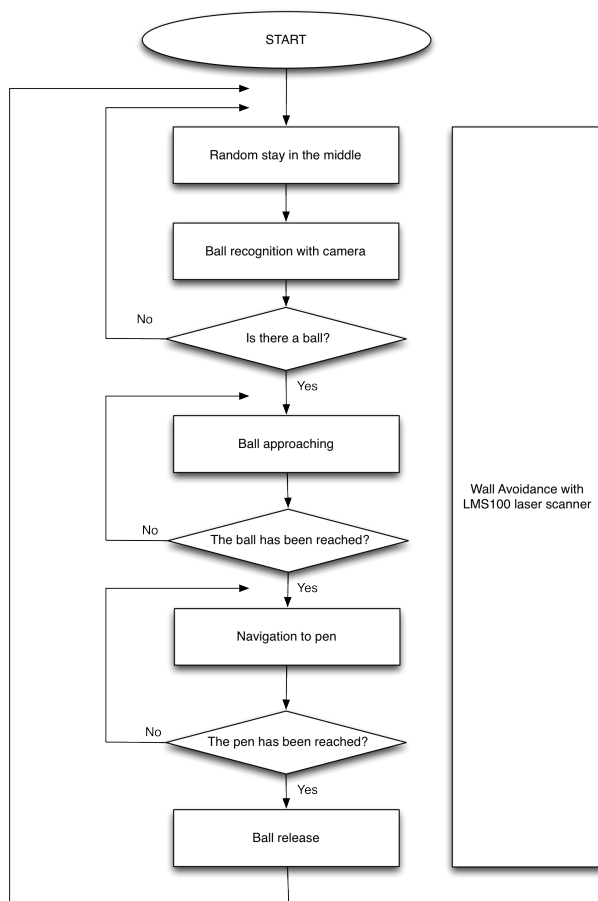 START
Random stay in the middle
Ball recognition with camera
No
Is there a ball?
Yes
Ball approaching
Wall Avoidance with
LMS100 laser scanner
No
The ball has been reached?
Yes
Navigation to pen
No
The pen has been reached?
Yes
Ball release